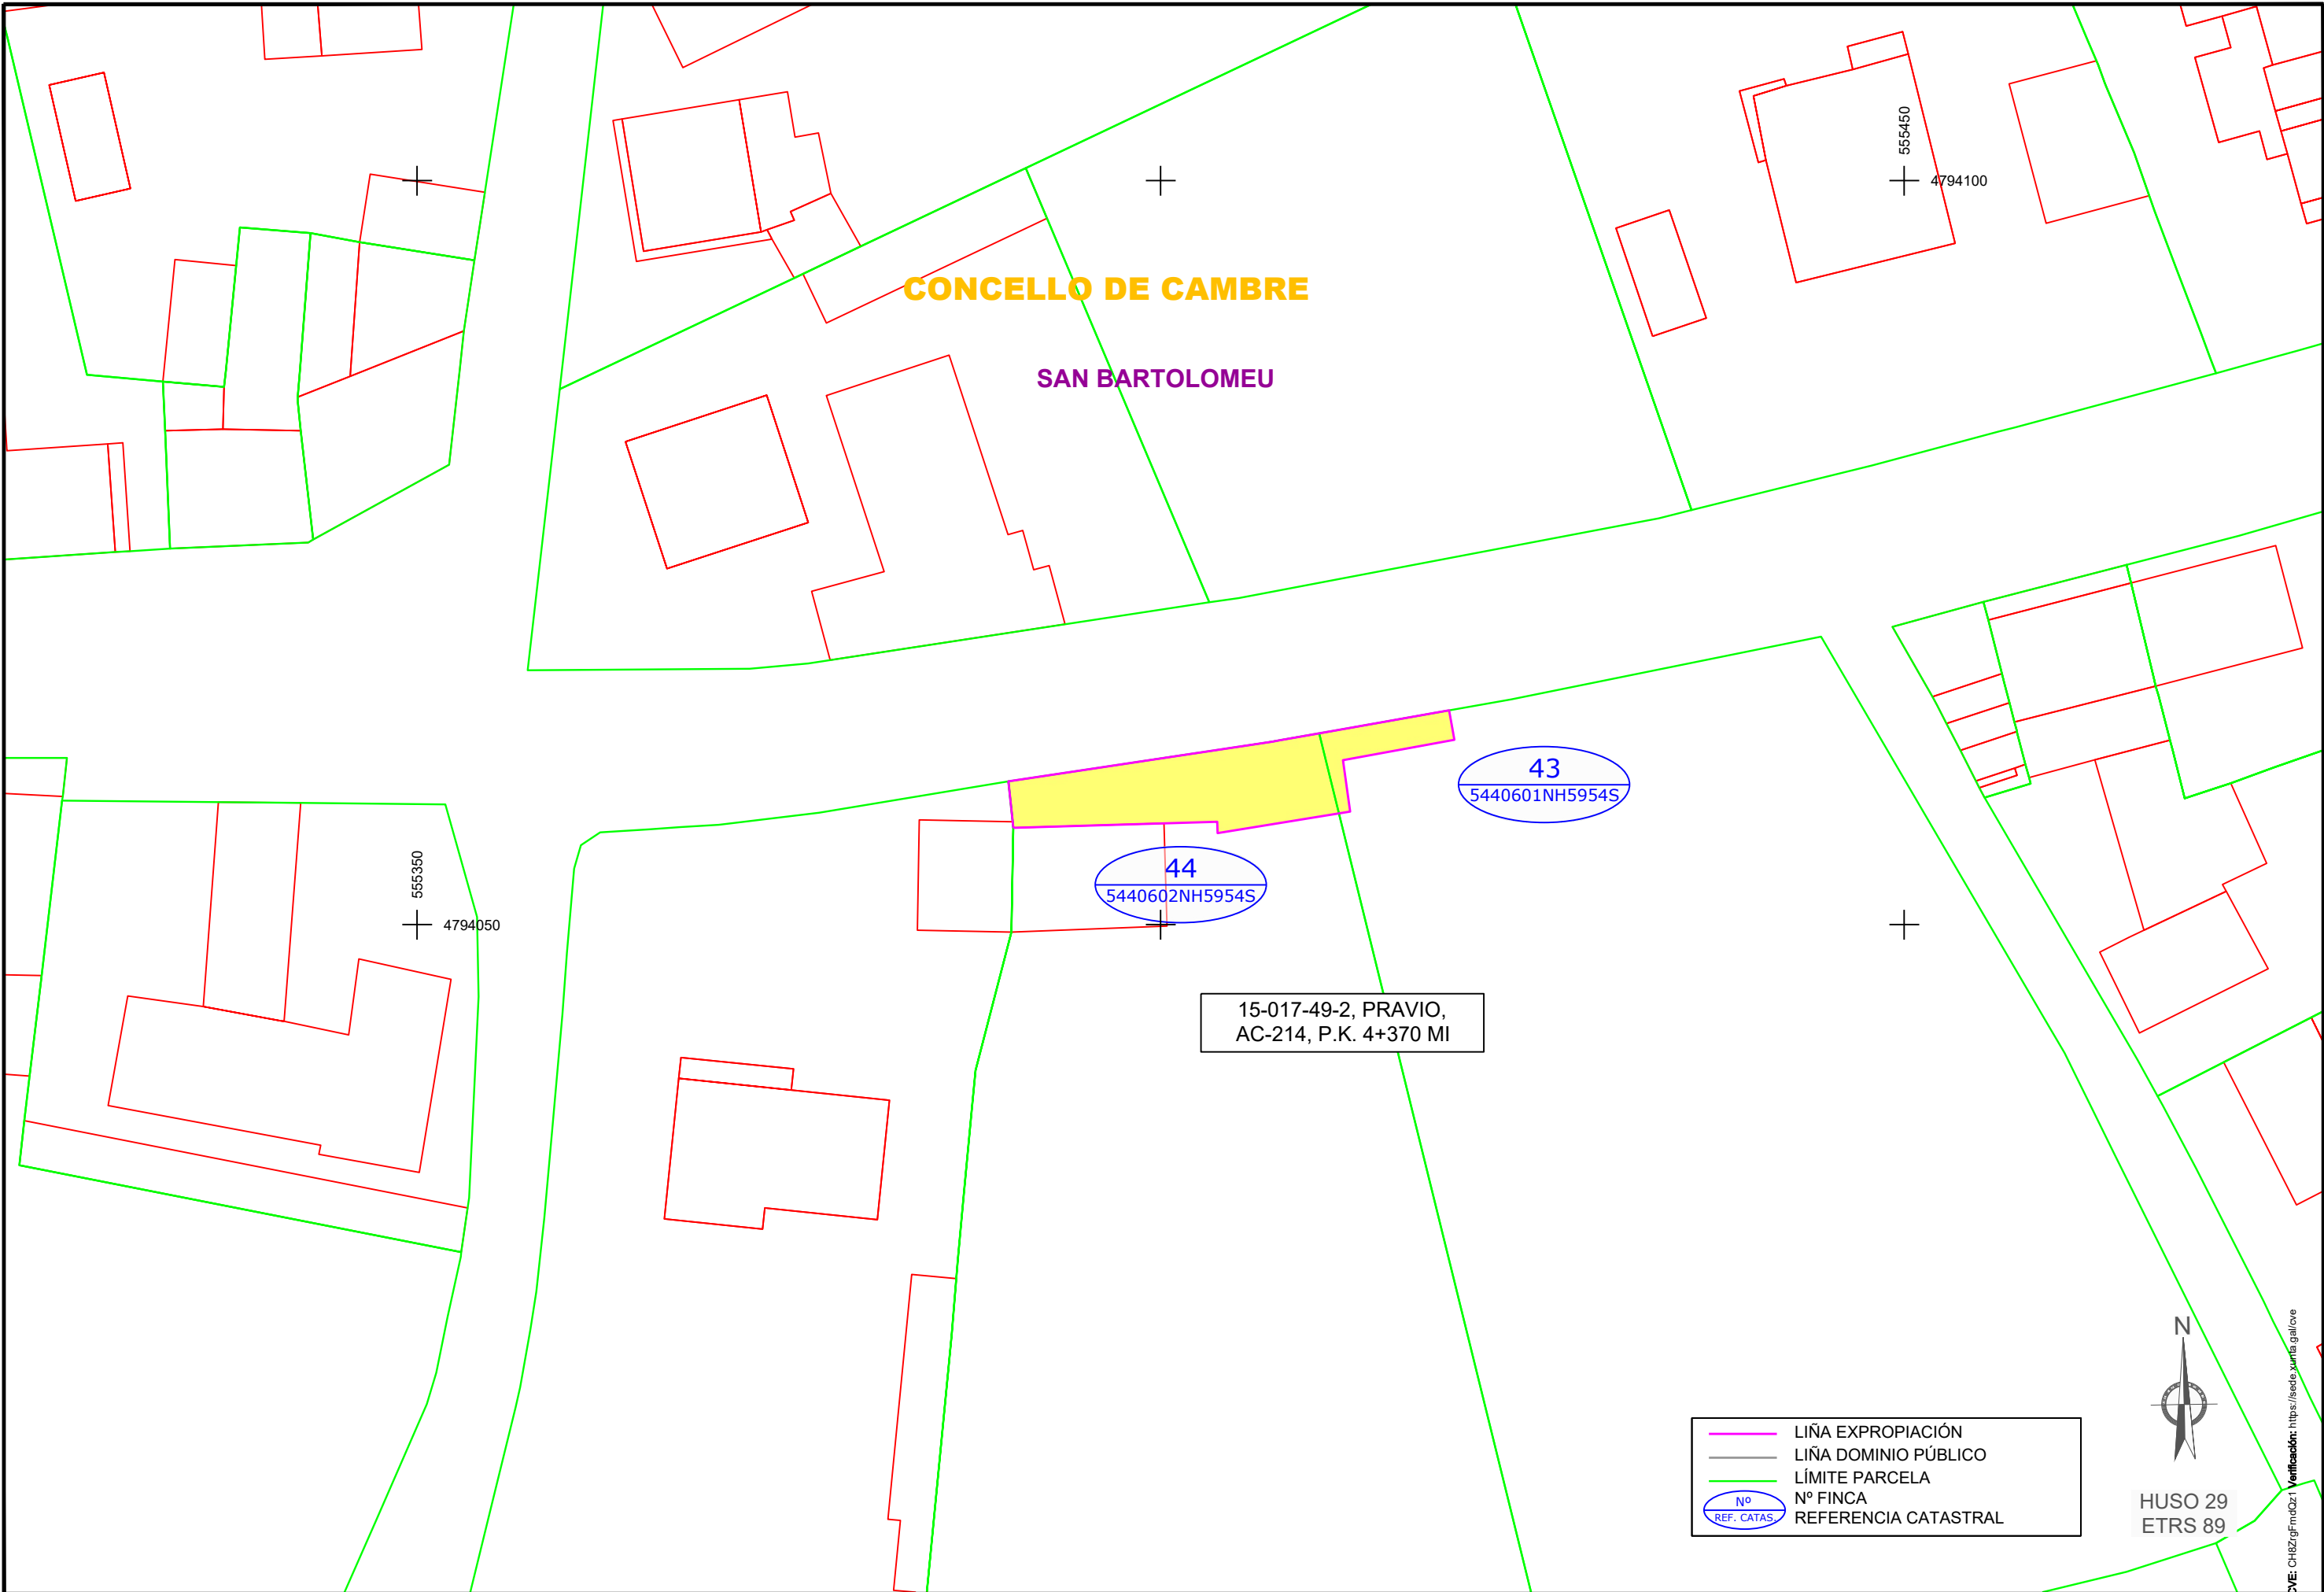 555450
4794100
CONCELLO DE CAMBRE
SAN BARTOLOMEU
43
5440601NH5954S
44
5440602NH5954S
555350
4794050
15-017-49-2, PRAVIO,
AC-214, P.K. 4+370 MI
LIÑA EXPROPIACIÓN
LIÑA DOMINIO PÚBLICO
LÍMITE PARCELA
Nº
REF. CATAS.
Nº FINCA
REFERENCIA CATASTRAL
N
HUSO 29
ETRS 89
CVE: CH8ZrgFmdQz1 Verificación: https://sede.xunta.gal/cve